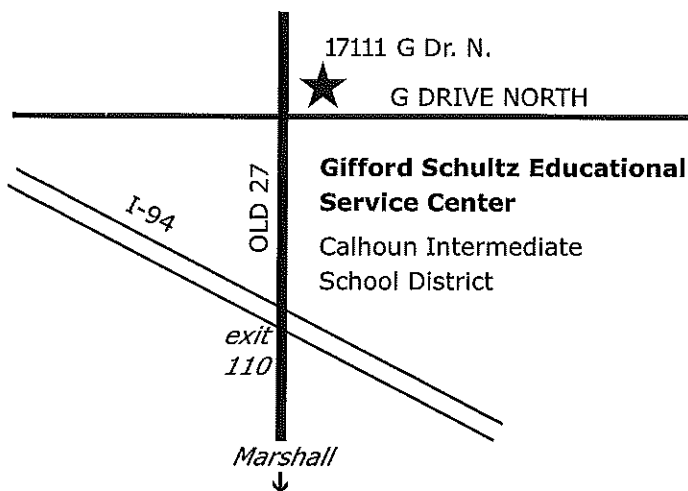 17111 G Dr. N.
G DRIVE NORTH
OLD 27
I-94
Gifford Schultz Educational
Service Center
Calhoun Intermediate
School District
exit
110
Marshall